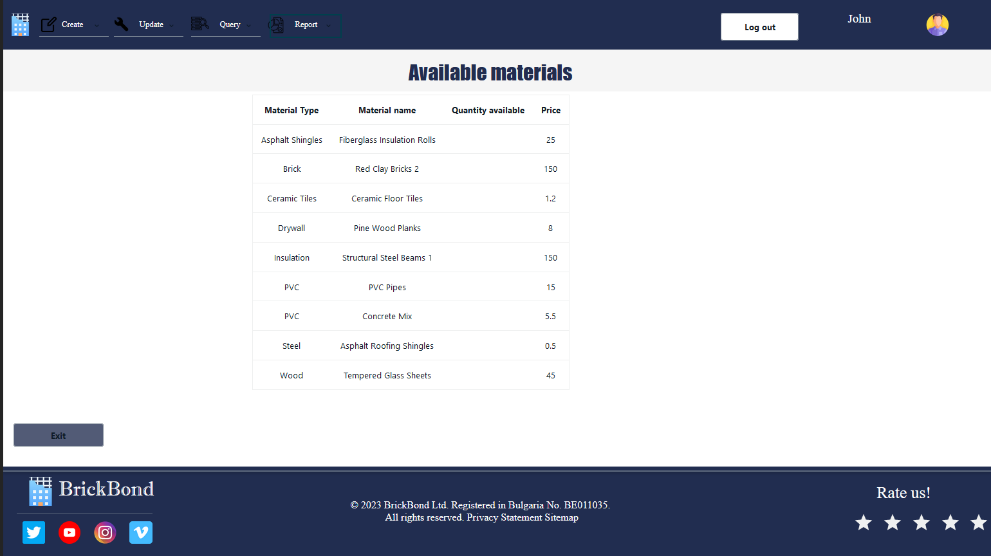 Create Update Query Report Log out John
Available materials
Material Type Material name Quantity available Price
Asphalt Shingles Fiberglass Insulation Rolls 25
Brick Red Clay Bricks 2 150
Ceramic Tiles Ceramic Floor Tiles 1.2
Drywall Pine Wood Planks 8
Insulation Structural Steel Beams 1 150
PVC PVC Pipes 15
PVC Concrete Mix 5.5
Steel Asphalt Roofing Shingles 0.5
Wood Tempered Glass Sheets 45
Exit
BrickBond
© 2023 BrickBond Ltd. Registered in Bulgaria No. BE011035.
All rights reserved. Privacy Statement Sitemap
Rate us!